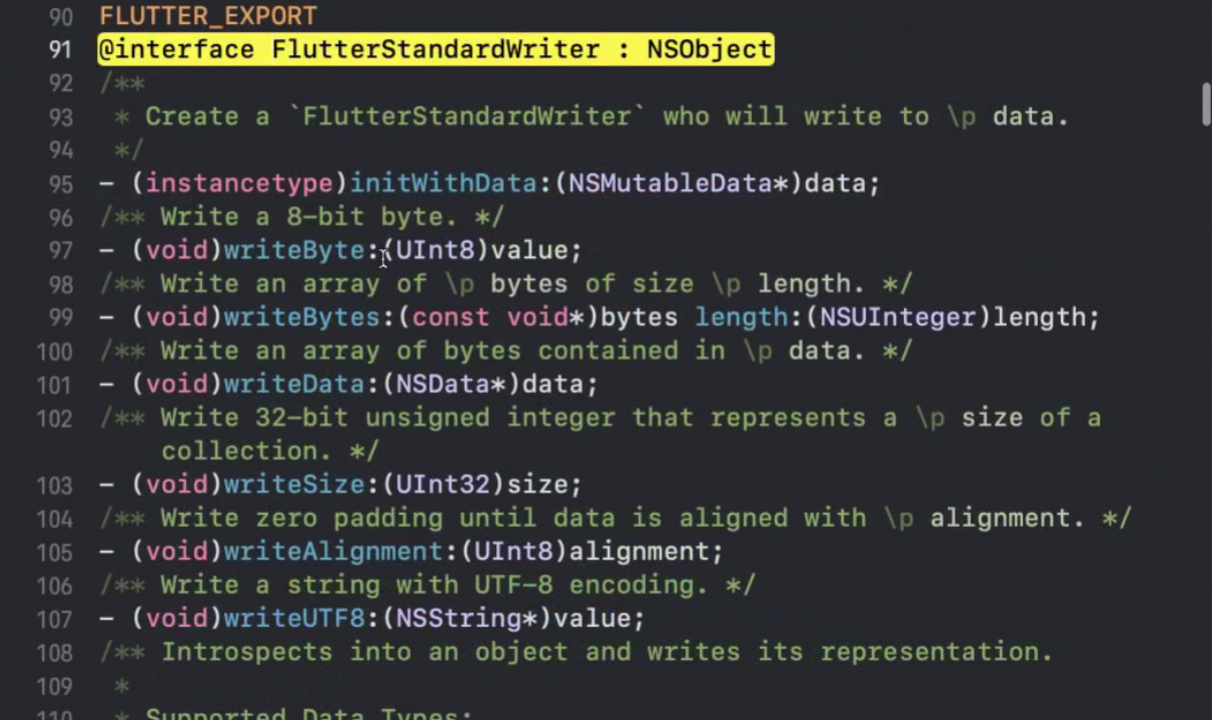 90 FLUTTER_EXPORT
91 @interface FlutterStandardWriter : NSObject
92 /**
93 * Create a `FlutterStandardWriter` who will write to \p data.
94 */
95 - (instancetype)initWithData:(NSMutableData*)data;
96 /** Write a 8-bit byte. */
97 - (void)writeByte:(UInt8)value;
98 /** Write an array of \p bytes of size \p length. */
99 - (void)writeBytes:(const void*)bytes length:(NSUInteger)length;
100 /** Write an array of bytes contained in \p data. */
101 - (void)writeData:(NSData*)data;
102 /** Write 32-bit unsigned integer that represents a \p size of a
collection. */
103 - (void)writeSize:(UInt32)size;
104 /** Write zero padding until data is aligned with \p alignment. */
105 - (void)writeAlignment:(UInt8)alignment;
106 /** Write a string with UTF-8 encoding. */
107 - (void)writeUTF8:(NSString*)value;
108 /** Introspects into an object and writes its representation.
109 *
110 * Supported Data Types: